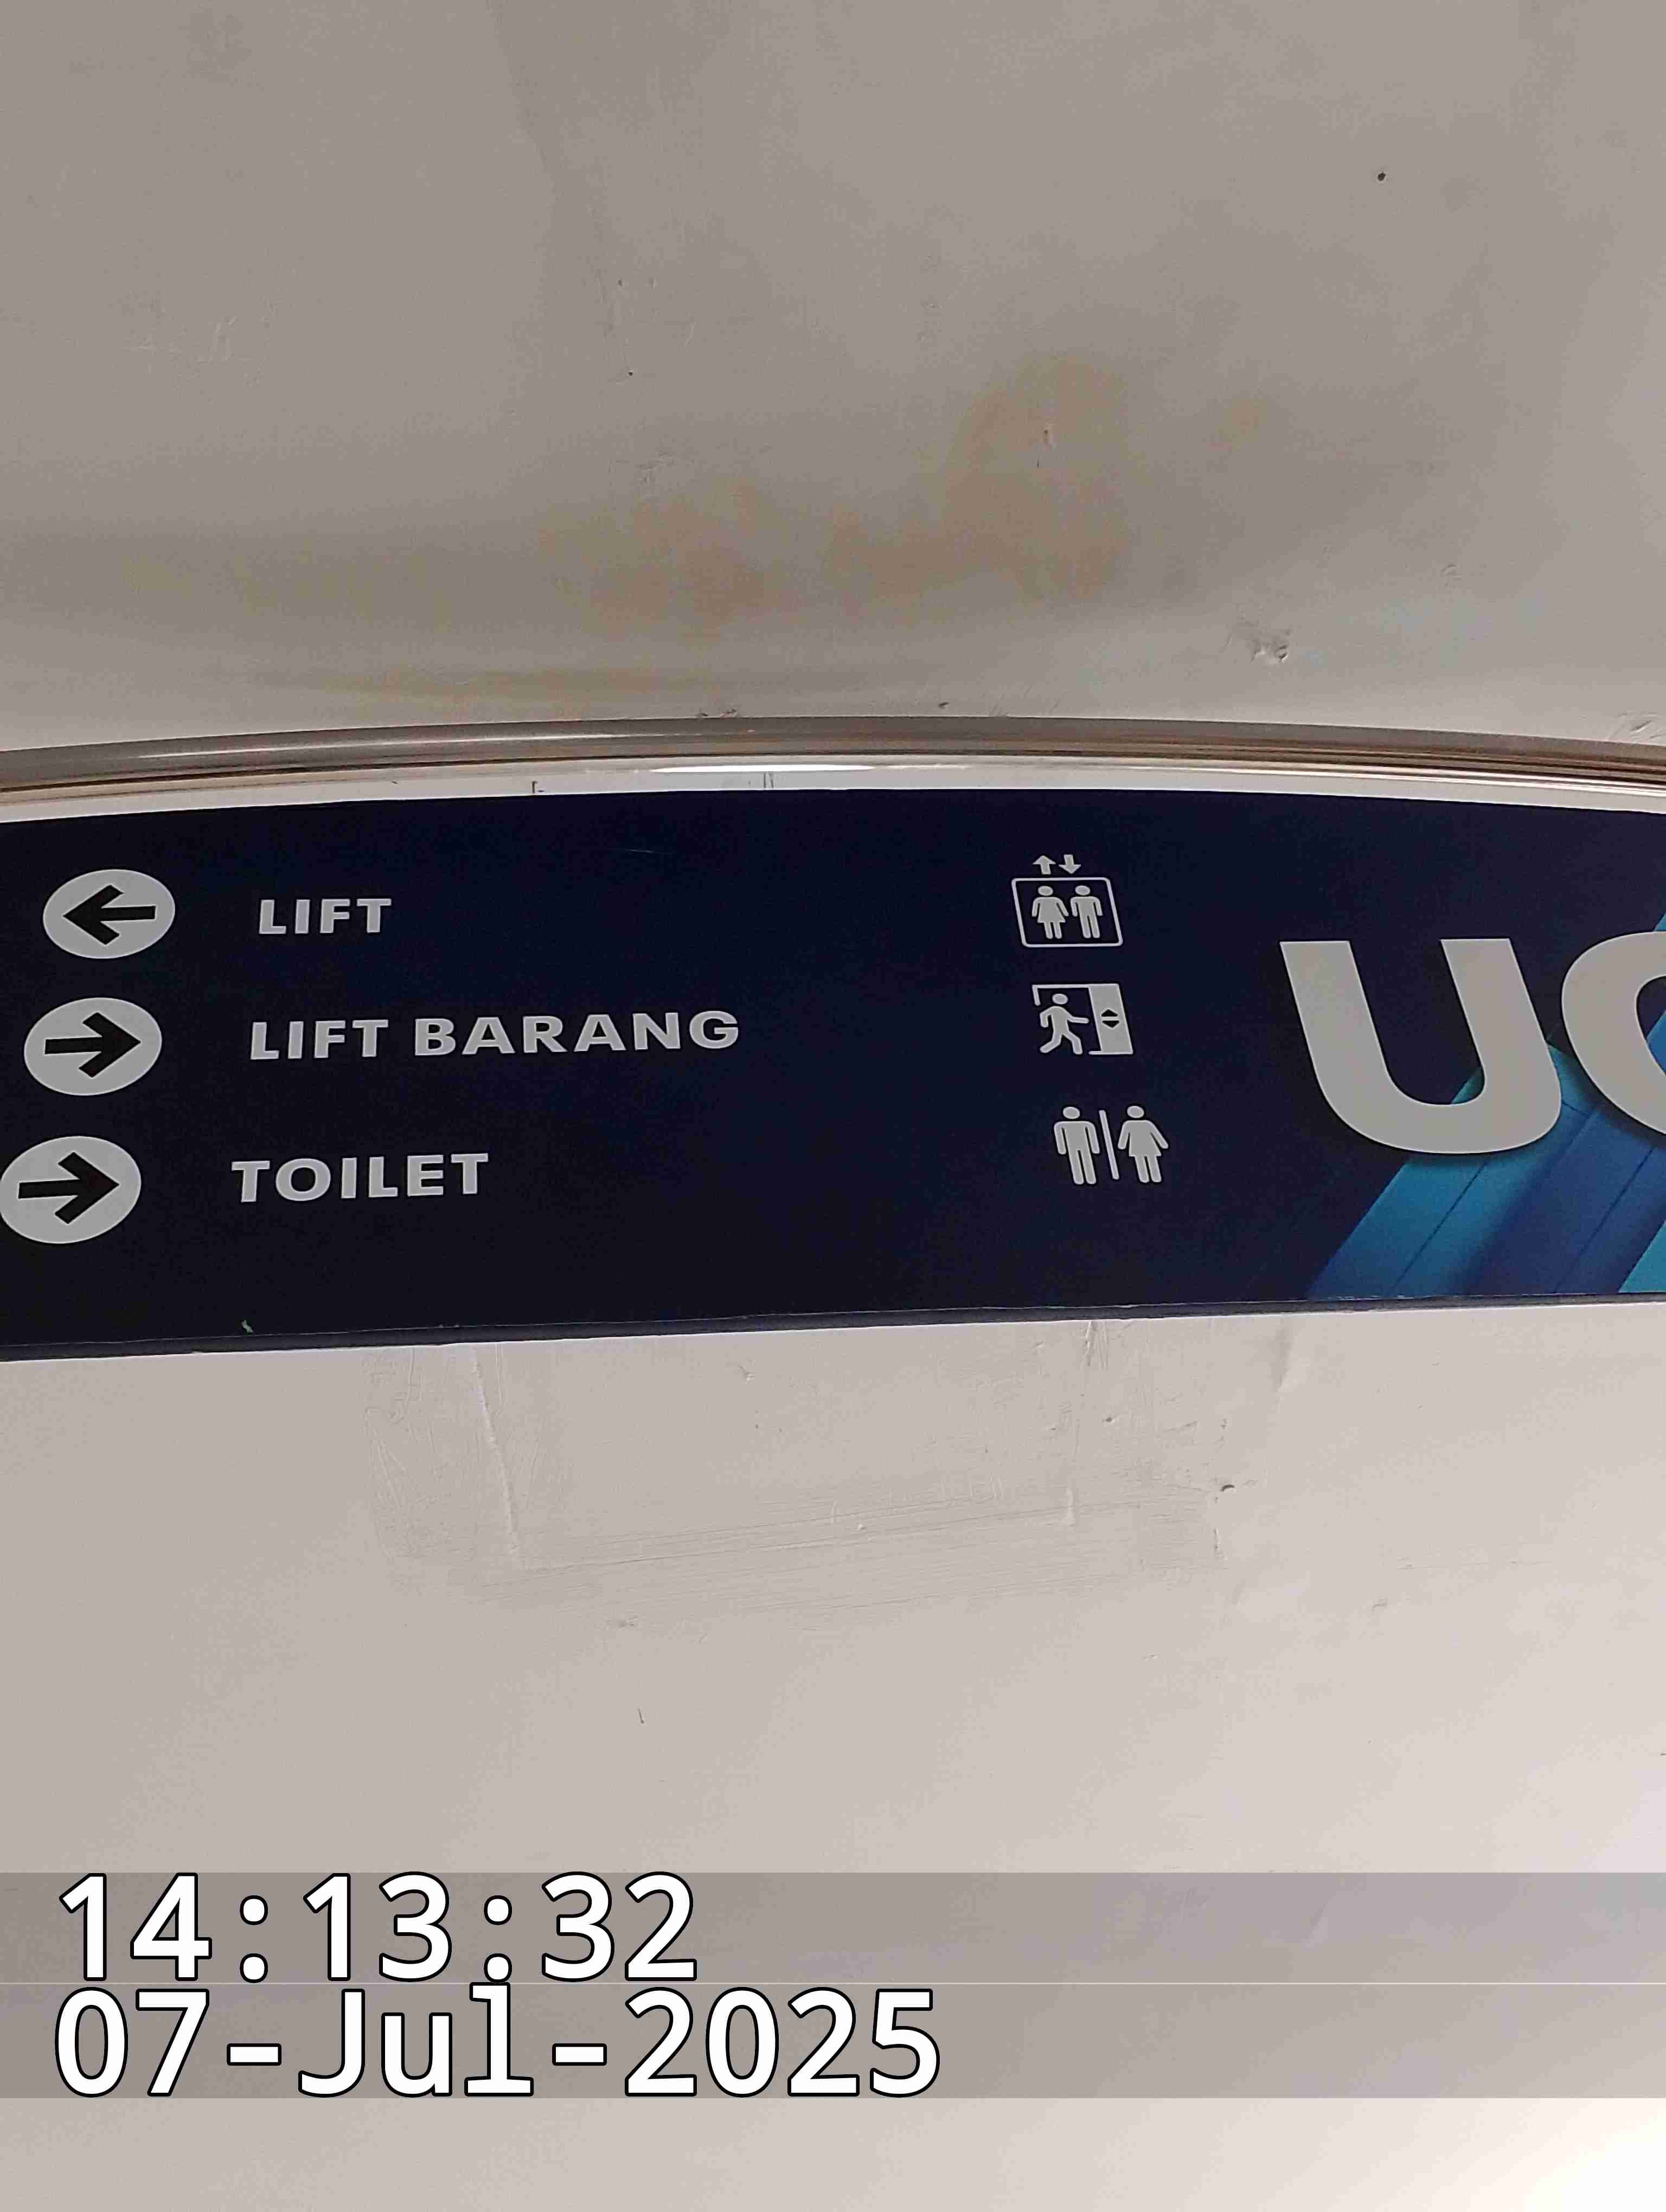 LIFT
LIFT BARANG
TOILET
14:13:32
07-Jul-2025